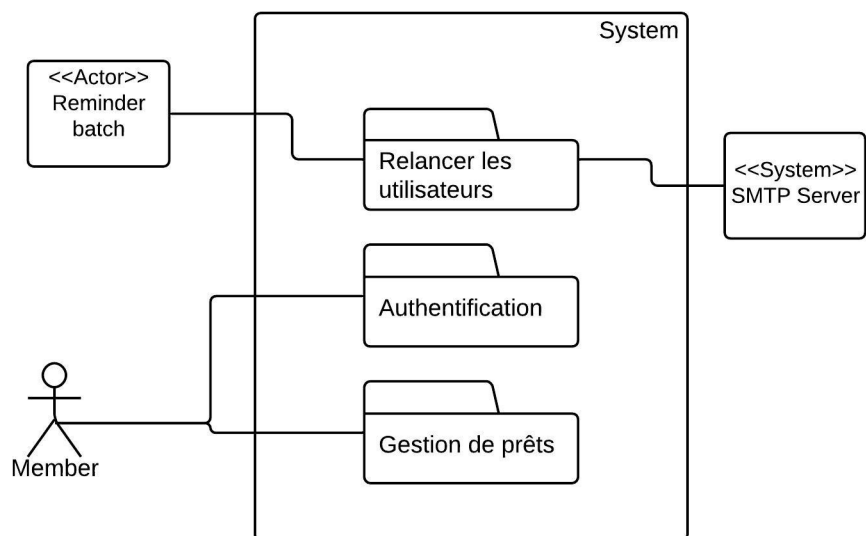 System
<<Actor>>
Reminder
batch
Relancer les
utilisateurs
<<System>>
SMTP Server
Authentification
Gestion de prêts
Member